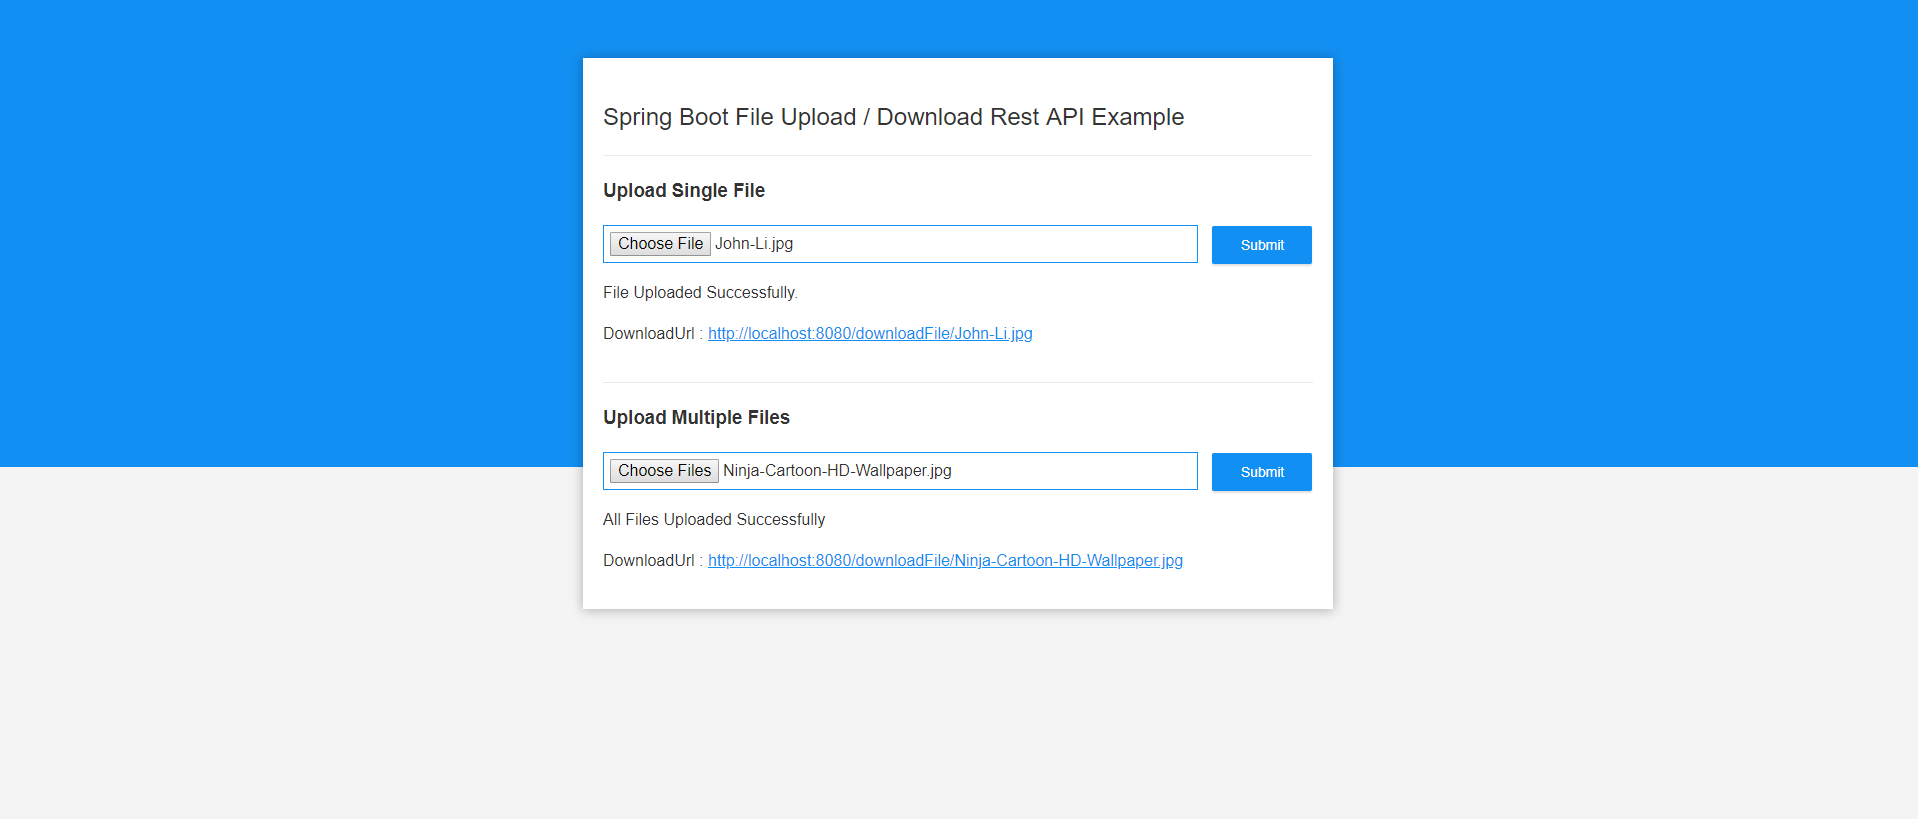 Spring Boot File Upload / Download Rest API Example
Upload Single File
Choose File John-Li.jpg Submit
File Uploaded Successfully.
DownloadUrl : http://localhost:8080/downloadFile/John-Li.jpg
Upload Multiple Files
Choose Files Ninja-Cartoon-HD-Wallpaper.jpg Submit
All Files Uploaded Successfully
DownloadUrl : http://localhost:8080/downloadFile/Ninja-Cartoon-HD-Wallpaper.jpg